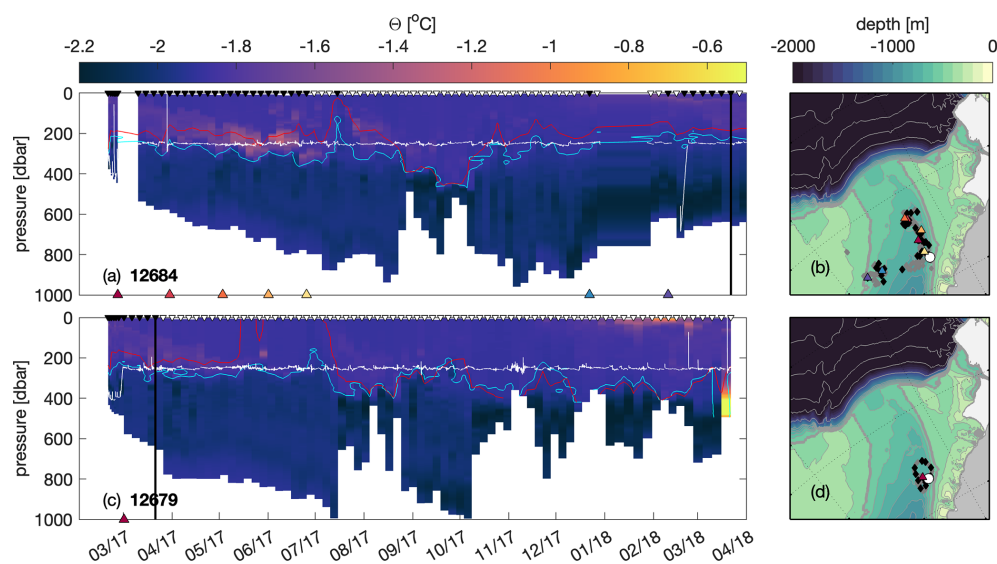 Θ [°C]
-2.2 -2 -1.8 -1.6 -1.4 -1.2 -1 -0.8 -0.6
depth [m]
-2000 -1000 0
pressure [dbar]
0
200
400
600
800
1000
(a) 12684
(b)
pressure [dbar]
0
200
400
600
800
1000
(c) 12679
(d)
03/17 04/17 05/17 06/17 07/17 08/17 09/17 10/17 11/17 12/17 01/18 02/18 03/18 04/18